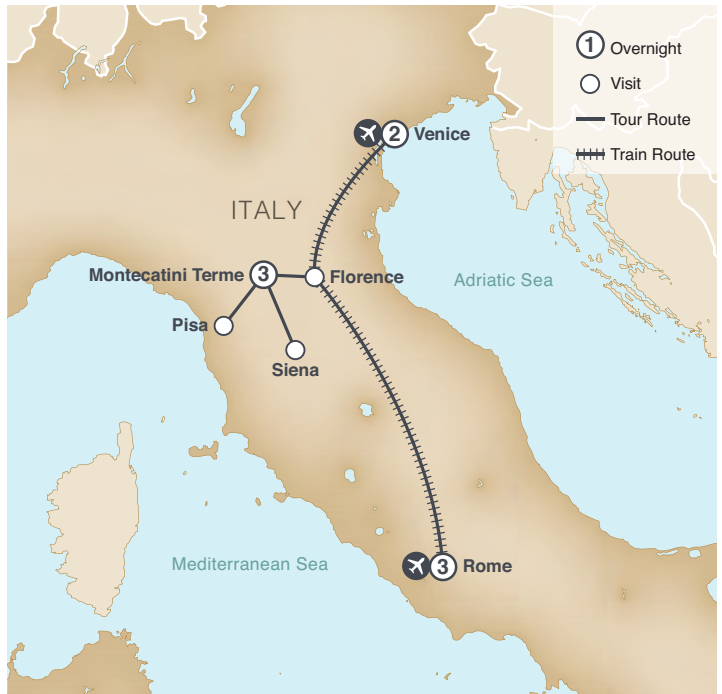 1 Overnight
Visit
Tour Route
Train Route
2 Venice
ITALY
Montecatini Terme 3
Florence
Adriatic Sea
Pisa
Siena
Mediterranean Sea
3 Rome